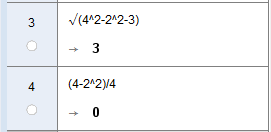 3 √(4^2-2^2-3)
→ 3
4 (4-2^2)/4
→ 0